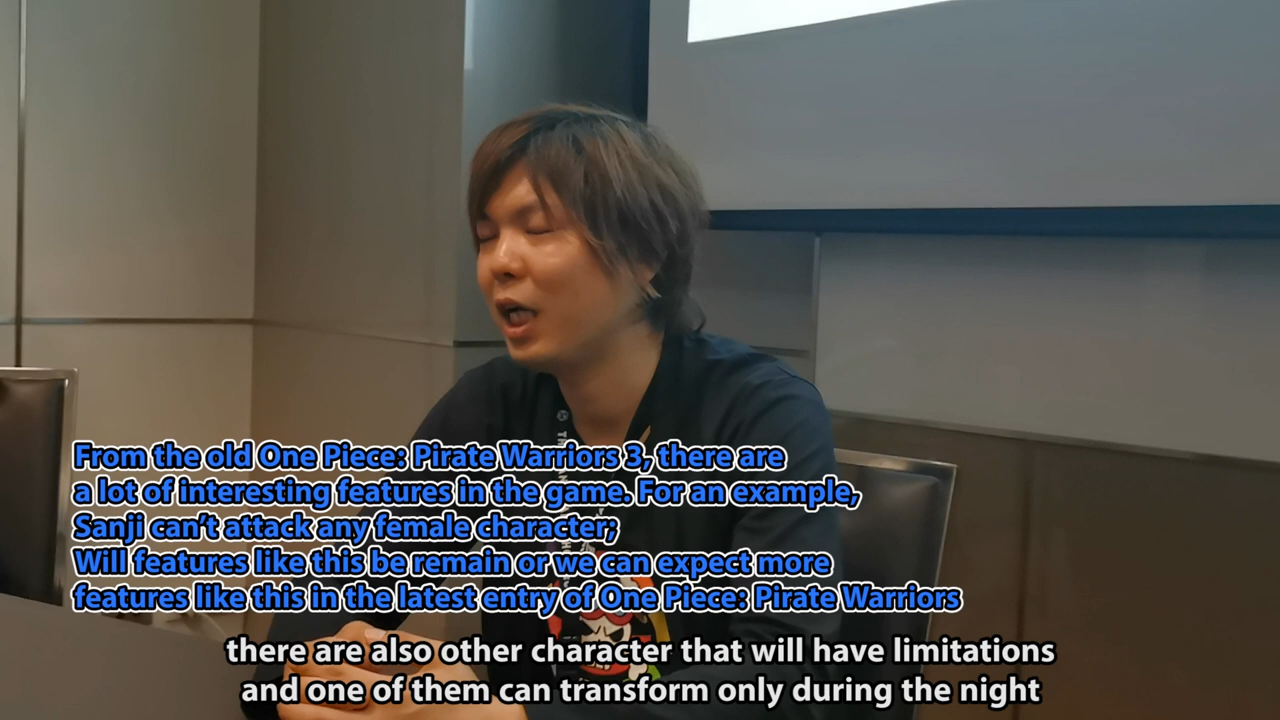 From the old One Piece: Pirate Warriors 3, there are
a lot of interesting features in the game. For an example,
Sanji can't attack any female character;
Will features like this be remain or we can expect more
features like this in the latest entry of One Piece: Pirate Warriors
there are also other character that will have limitations
and one of them can transform only during the night